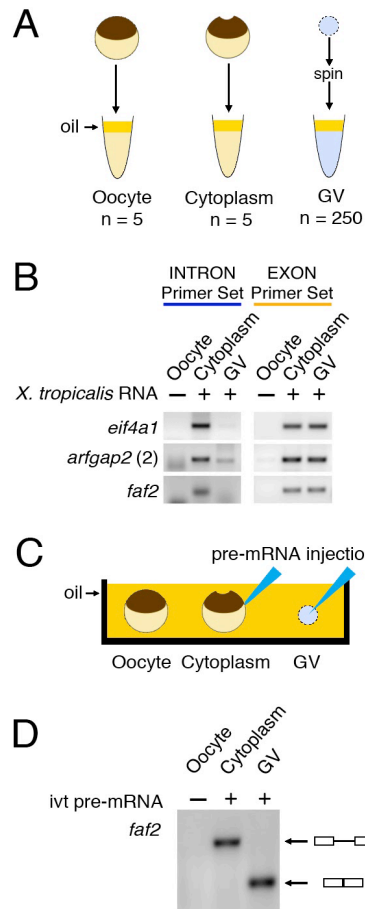 A
oil
spin
Oocyte Cytoplasm GV
n = 5 n = 5 n = 250
B
INTRON EXON
Primer Set Primer Set
Oocyte Cytoplasm GV Oocyte Cytoplasm GV
X. tropicalis RNA – + + – + +
eif4a1
arfgap2 (2)
faf2
C
pre-mRNA injectio
oil
Oocyte Cytoplasm GV
D
Oocyte Cytoplasm GV
ivt pre-mRNA – + +
faf2